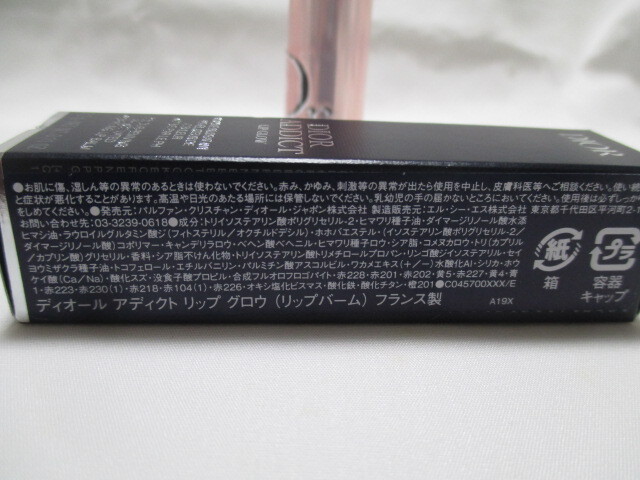 DIOR
ADDICT
LIP GLOW
DIOR
●お肌に傷、湿しん等の異常のあるときは使わないでください。赤み、かゆみ、刺激等の異常が出たら使用を中止し、皮膚科医等へご相談ください。使い
と症状が悪化することがあります。高温や日光のあたる場所には保管しないでください。乳幼児の手の届かないところにおいてください。使用後は必ずしっか
をしめてください。●発売元:パルファン・クリスチャン・ディオール・ジャポン株式会社 製造販売元:エル・シー・エス株式会社 東京都千代田区平河町2
お問い合わせ先:03-3239-0618●成分:トリイソステアリン酸ポリグリセリル-2・ヒマワリ種子油・ダイマージリノール酸水添
ヒマシ油・ラウロイルグルタミン酸ジ(フィトステリル/オクチルドデシル)・ホホバエステル・(イソステアリン酸ポリグリセリル-2/
ダイマージリノール酸)コポリマー・キャンデリラロウ・ベヘン酸ベヘニル・ヒマワリ種子ロウ・シア脂・コメヌカロウ・トリ(カプリル
/カプリン酸)グリセリル・香料・シア脂不けん化物・トリイソステアリン酸トリメチロールプロパン・リンゴ酸ジイソステアリル・セイ
ヨウミザクラ種子油・トコフェロール・エチルバニリン・パルミチン酸アスコルビル・ワカメエキス(+/-)水酸化Al・シリカ・ホウ
ケイ酸(Ca/Na)・酸化スズ・没食子酸プロピル・合成フルオロフロゴパイト・赤228・赤201・赤202・黄5・赤227・黄4・青
1・赤223・赤230(1)・赤218・赤104(1)・赤226・オキシ塩化ビスマス・酸化鉄・酸化チタン・橙201●C045700XXX/E
ディオール アディクト リップ グロウ (リップバーム) フランス製
A19X
紙
箱
プラ
容器
キャップ